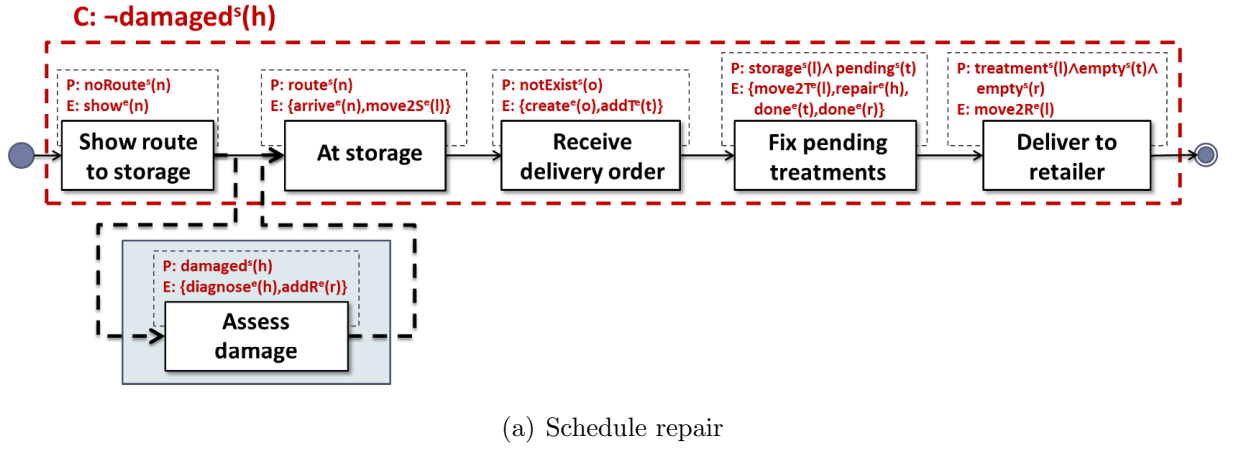 C: ¬damagedˢ(h)
P: noRouteˢ(n)
E: showᵉ(n)
Show route
to storage
P: routeˢ(n)
E: {arriveᵉ(n),move2Sᵉ(l)}
At storage
P: notExistˢ(o)
E: {createᵉ(o),addTᵉ(t)}
Receive
delivery order
P: storageˢ(l)∧ pendingˢ(t)
E: {move2Tᵉ(l),repairᵉ(h),
doneᵉ(t),doneᵉ(r)}
Fix pending
treatments
P: treatmentˢ(l)∧emptyˢ(t)∧
emptyˢ(r)
E: move2Rᵉ(l)
Deliver to
retailer
P: damagedˢ(h)
E: {diagnoseᵉ(h),addRᵉ(r)}
Assess
damage
(a) Schedule repair